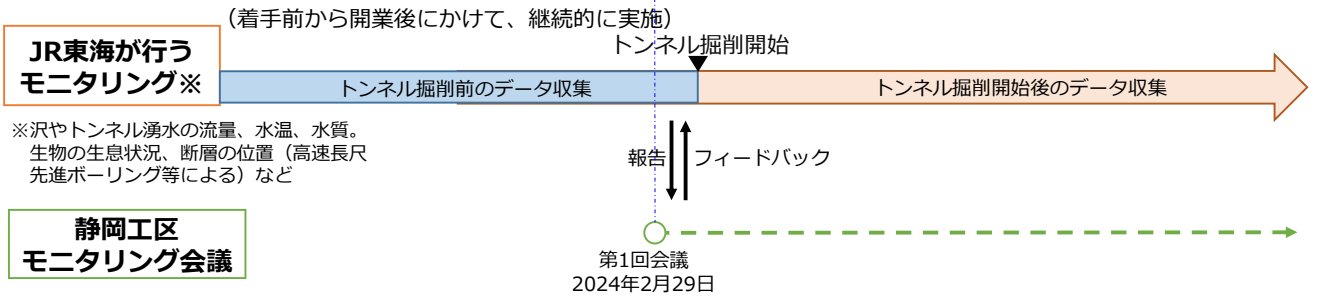 （着手前から開業後にかけて、継続的に実施）
JR東海が行う
モニタリング※
トンネル掘削開始
トンネル掘削前のデータ収集
トンネル掘削開始後のデータ収集
※沢やトンネル湧水の流量、水温、水質。
生物の生息状況、断層の位置（高速長尺
先進ボーリング等による）など
報告
フィードバック
静岡工区
モニタリング会議
第1回会議
2024年2月29日